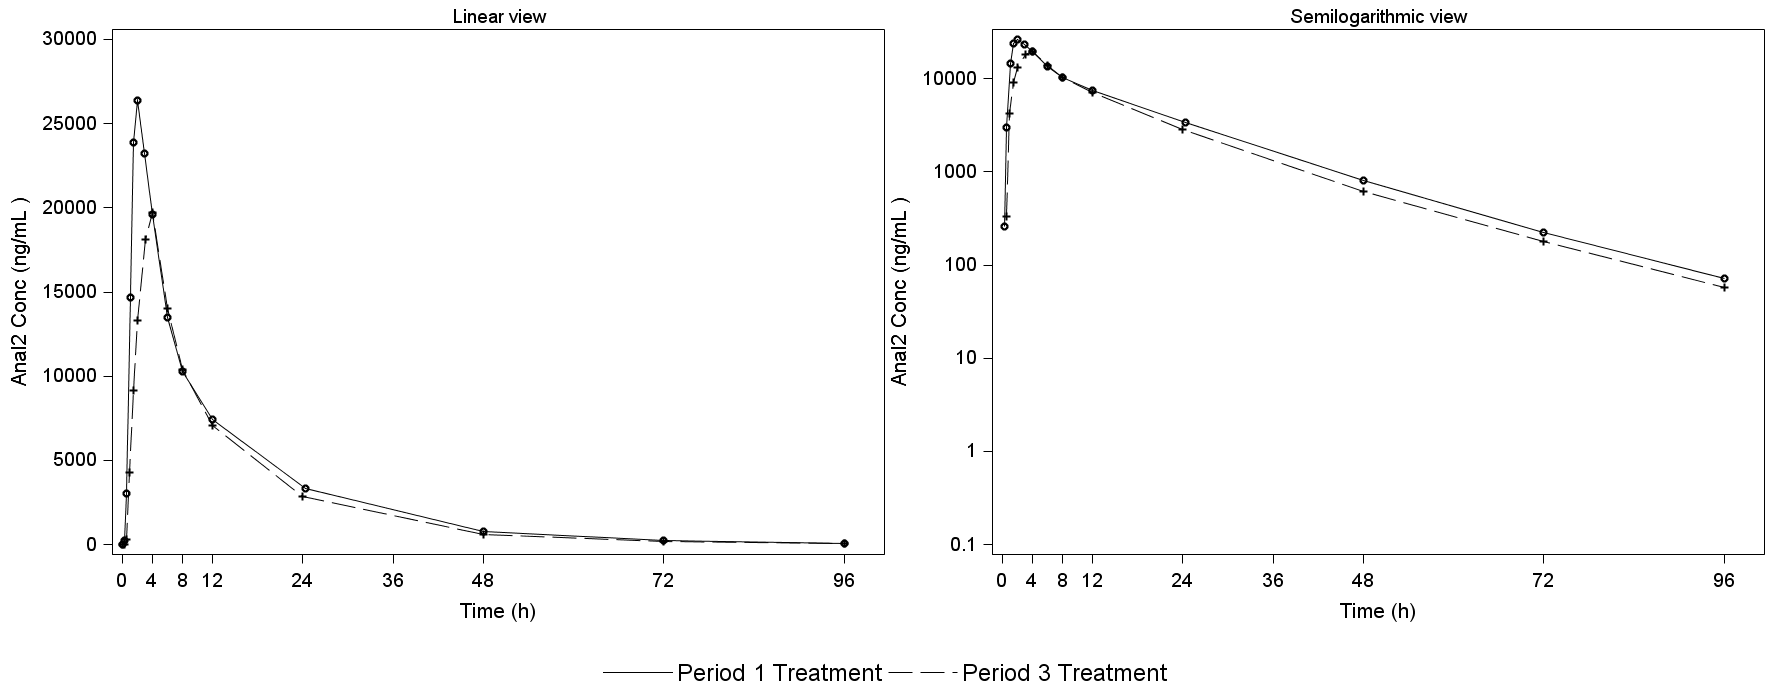 Linear view
30000
25000
20000
15000
10000
5000
0
Anal2 Conc (ng/mL )
0 4 8 12 24 36 48 72 96
Time (h)
Semilogarithmic view
10000
1000
100
10
1
0.1
Anal2 Conc (ng/mL )
0 4 8 12 24 36 48 72 96
Time (h)
Period 1 Treatment Period 3 Treatment